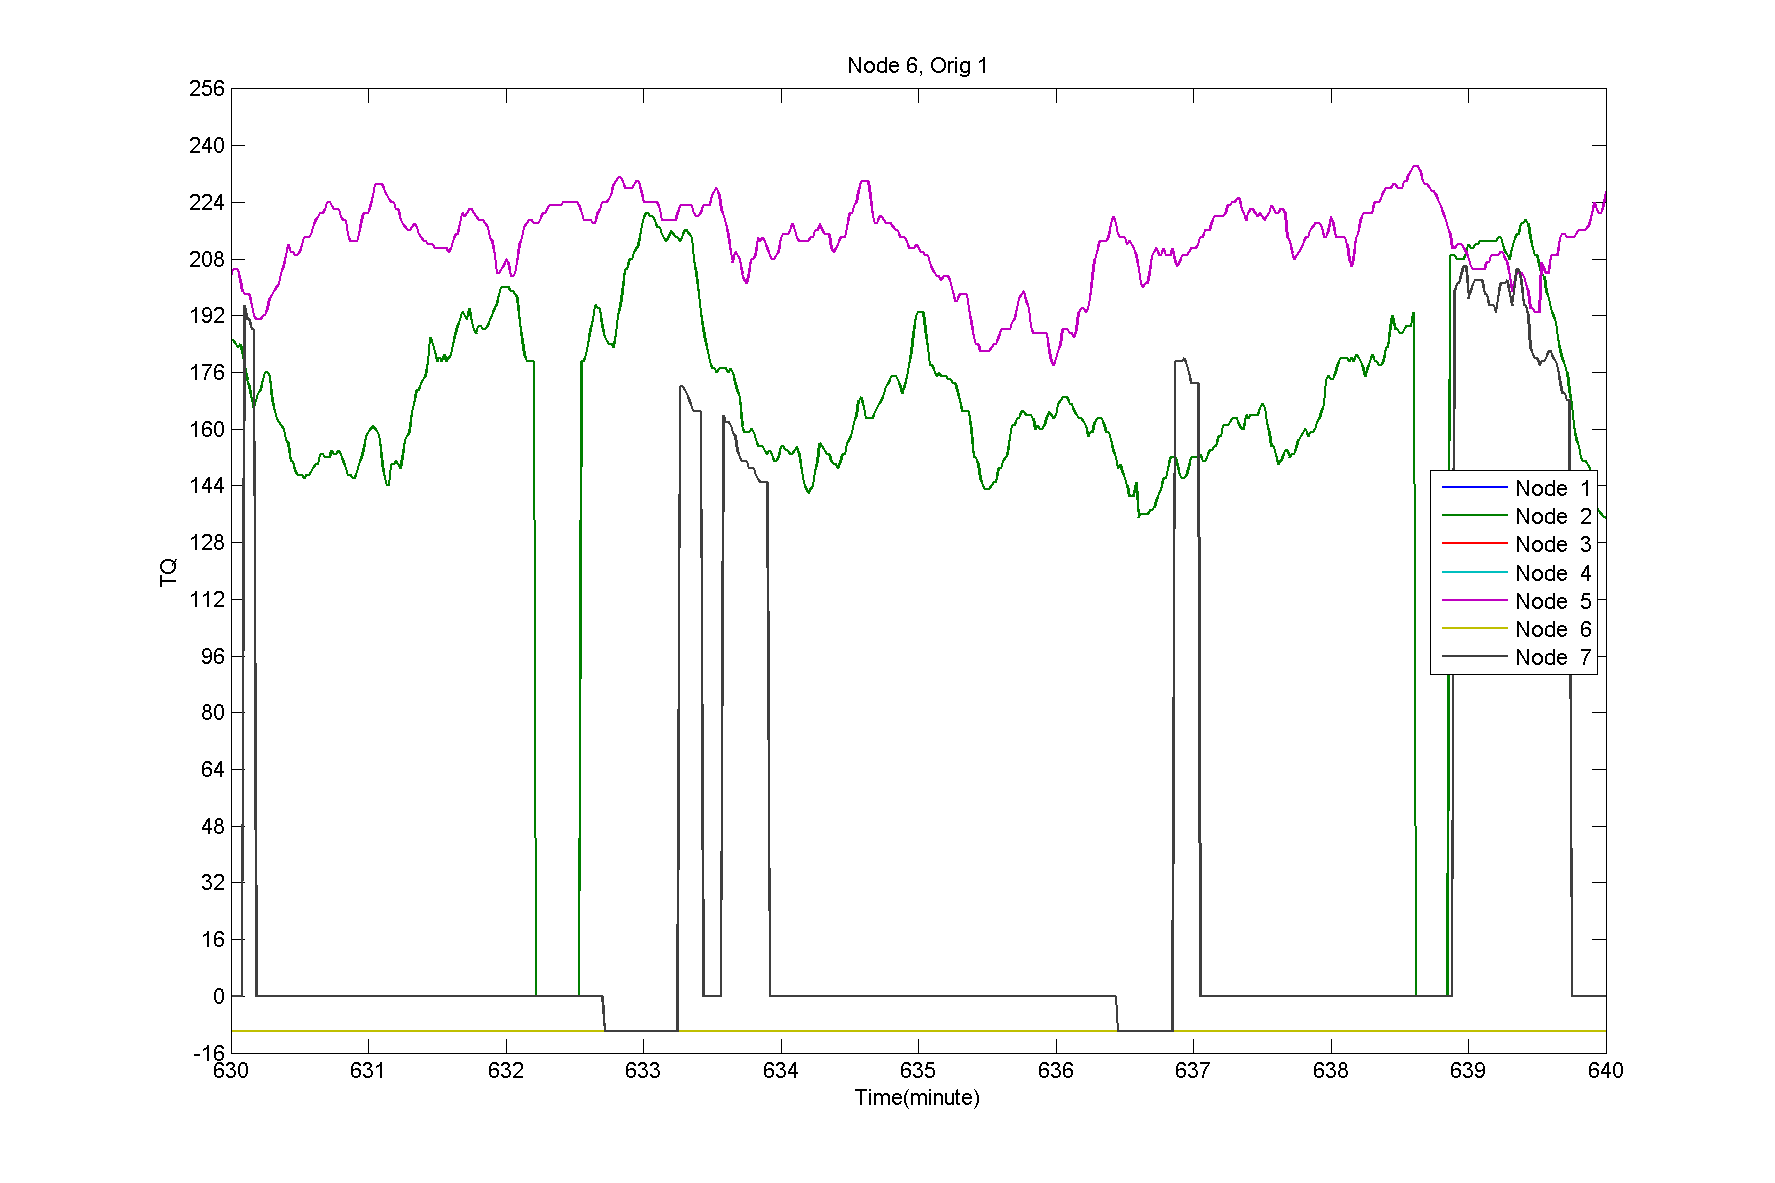 Node 6, Orig 1
256
240
224
208
192
176
160
144
128
112
96
80
64
48
32
16
0
-16
TQ
630 631 632 633 634 635 636 637 638 639 640
Time(minute)
Node 1
Node 2
Node 3
Node 4
Node 5
Node 6
Node 7